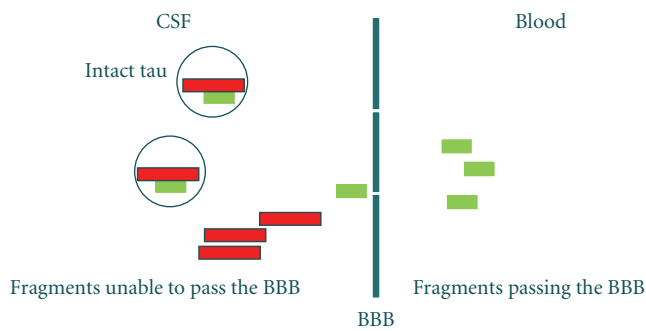 CSF
Blood
Intact tau
Fragments unable to pass the BBB
Fragments passing the BBB
BBB